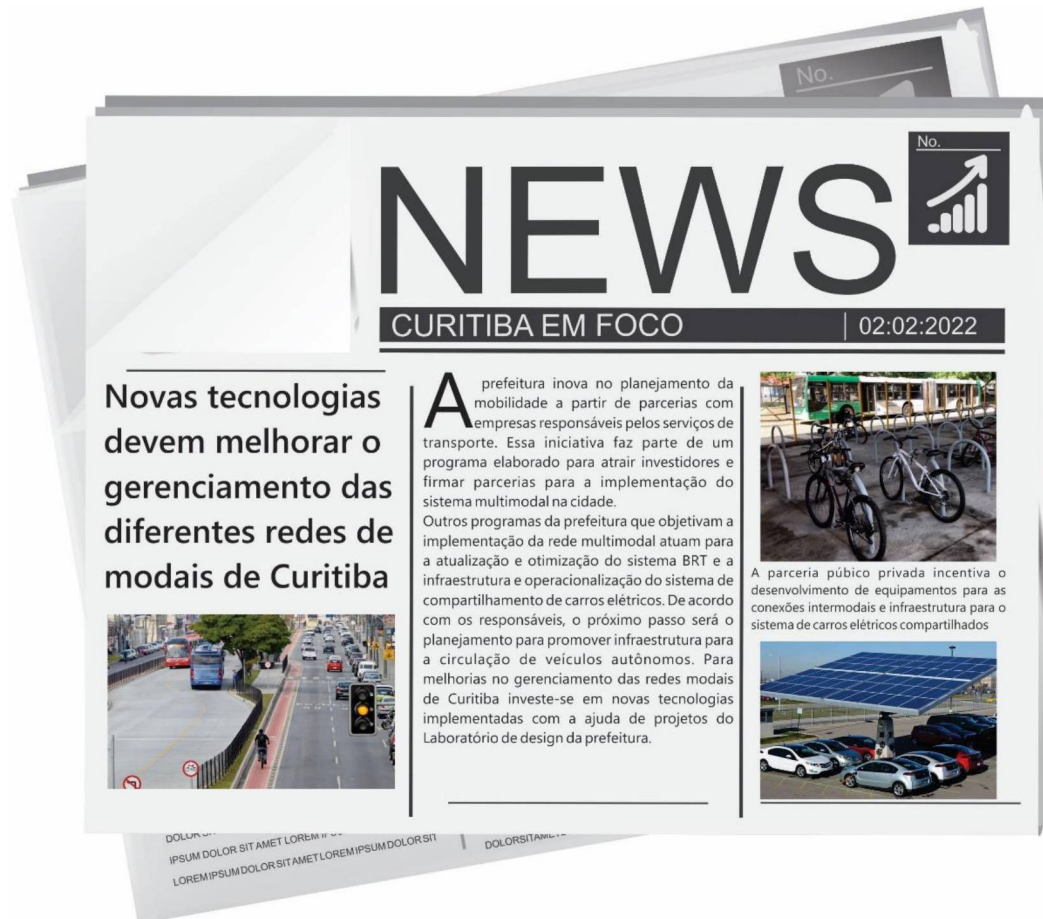 No.
No.
NEWS
CURITIBA EM FOCO
02:02:2022
Novas tecnologias
devem melhorar o
gerenciamento das
diferentes redes de
modais de Curitiba
A prefeitura inova no planejamento da
mobilidade a partir de parcerias com
empresas responsáveis pelos serviços de
transporte. Essa iniciativa faz parte de um
programa elaborado para atrair investidores e
firmar parcerias para a implementação do
sistema multimodal na cidade.
Outros programas da prefeitura que objetivam a
implementação da rede multimodal atuam para
a atualização e otimização do sistema BRT e a
infraestrutura e operacionalização do sistema de
compartilhamento de carros elétricos. De acordo
com os responsáveis, o próximo passo será o
planejamento para promover infraestrutura para
a circulação de veículos autônomos. Para
melhorias no gerenciamento das redes modais
de Curitiba investe-se em novas tecnologias
implementadas com a ajuda de projetos do
Laboratório de design da prefeitura.
A parceria púbico privada incentiva o
desenvolvimento de equipamentos para as
conexões intermodais e infraestrutura para o
sistema de carros elétricos compartilhados
IPSUM DOLOR SIT AMET LOREM IPSUM DOLOR SIT
LOREM IPSUM DOLOR SIT AMET LOREM IPSUM DOLOR SIT